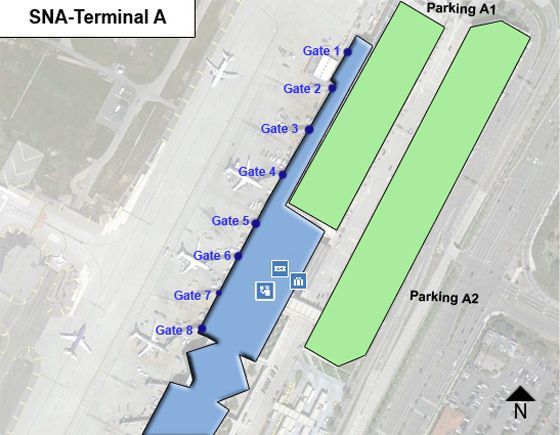 SNA-Terminal A
Parking A1
Gate 1
Gate 2
Gate 3
Gate 4
Gate 5
Gate 6
Gate 7
Gate 8
Parking A2
N